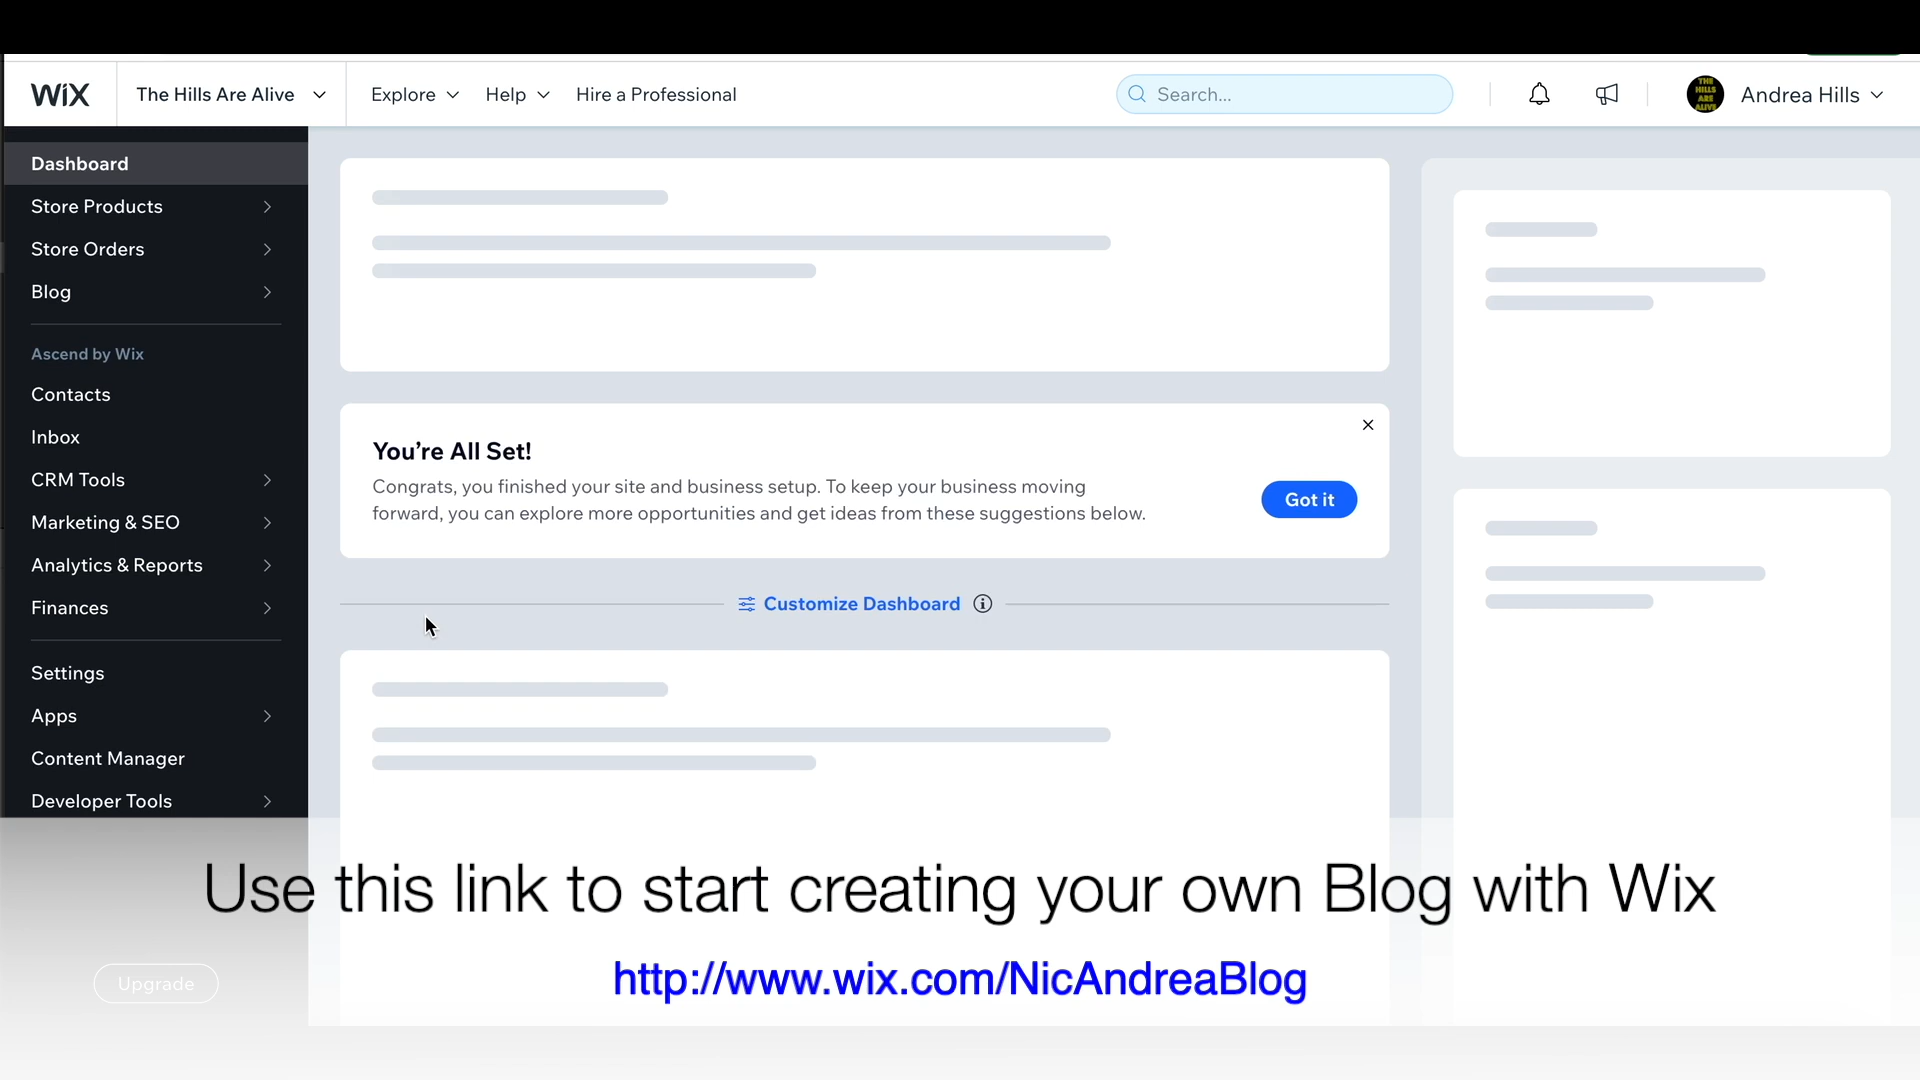 WiX
The Hills Are Alive
Explore
Help
Hire a Professional
Search...
THE
HILLS
ARE
ALIVE
Andrea Hills
Dashboard
Store Products
Store Orders
Blog
Ascend by Wix
Contacts
Inbox
CRM Tools
Marketing & SEO
Analytics & Reports
Finances
Settings
Apps
Content Manager
Developer Tools
Upgrade
You’re All Set!
Congrats, you finished your site and business setup. To keep your business moving
forward, you can explore more opportunities and get ideas from these suggestions below.
Got it
Customize Dashboard
Use this link to start creating your own Blog with Wix
http://www.wix.com/NicAndreaBlog